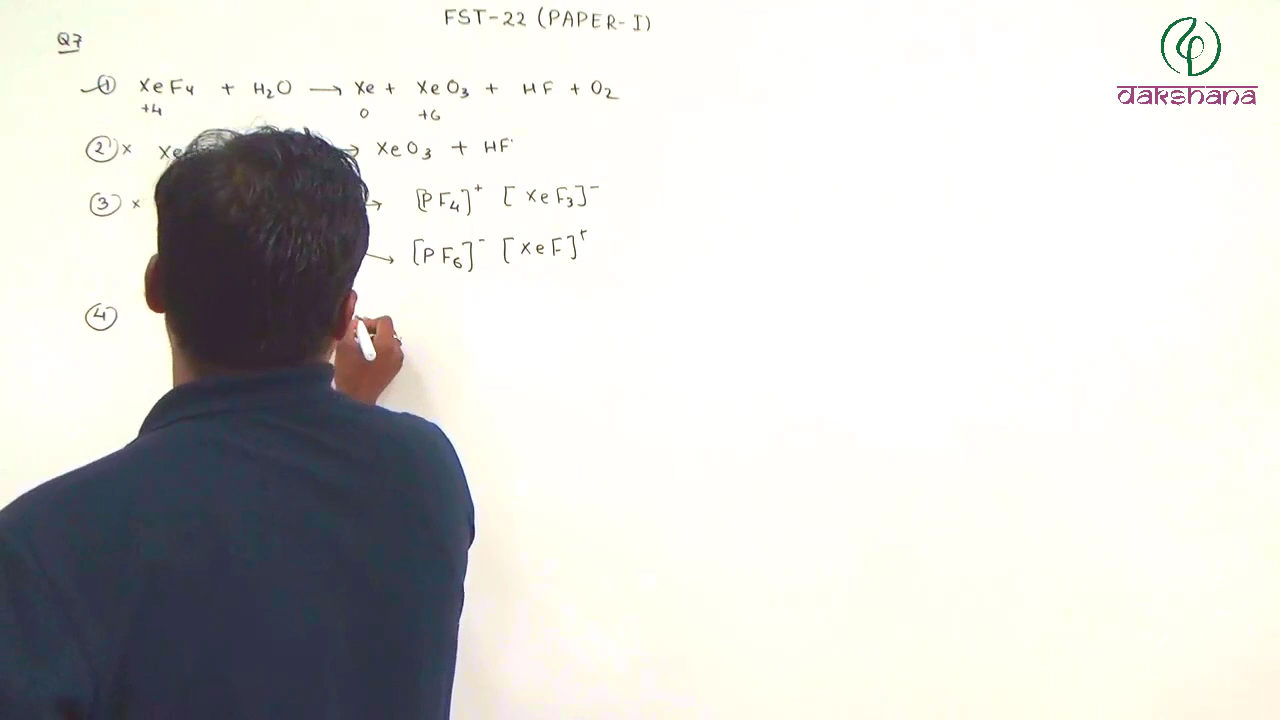 FST-22 (PAPER-I)
dakshana
Q7
① XeF4 + H2O → Xe + XeO3 + HF + O2
+4 0 +6
② × Xe → XeO3 + HF
③ × → [PF4]+ [XeF3]-
→ [PF6]- [XeF]+
④